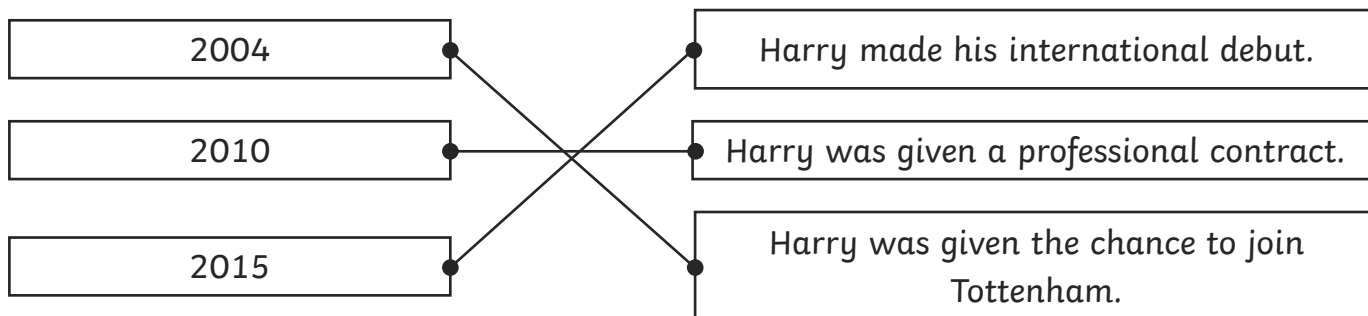 2004
Harry made his international debut.
2010
Harry was given a professional contract.
2015
Harry was given the chance to join
Tottenham.